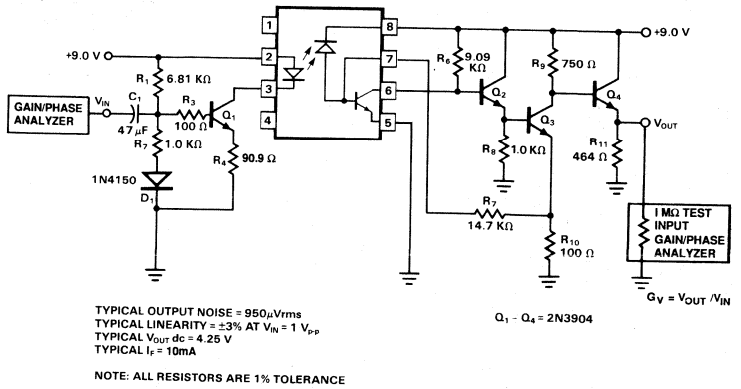 1
8
+9.0 V
+9.0 V
R1 6.81 KΩ
2
7
R6 9.09 KΩ
R9 750 Ω
Q2
Q4
GAIN/PHASE ANALYZER
VIN
C1
47 µF
R3
100 Ω
Q1
3
6
Q3
VOUT
4
5
R7 1.0 KΩ
R4 90.9 Ω
R8 1.0 KΩ
R11
464 Ω
1N4150
D1
R7
14.7 KΩ
R10
100 Ω
1 MΩ TEST
INPUT
GAIN/PHASE
ANALYZER
GV = VOUT /VIN
TYPICAL OUTPUT NOISE = 950µVrms
TYPICAL LINEARITY = ±3% AT VIN = 1 Vp-p
TYPICAL VOUT dc = 4.25 V
TYPICAL IF = 10mA
Q1 - Q4 = 2N3904
NOTE: ALL RESISTORS ARE 1% TOLERANCE